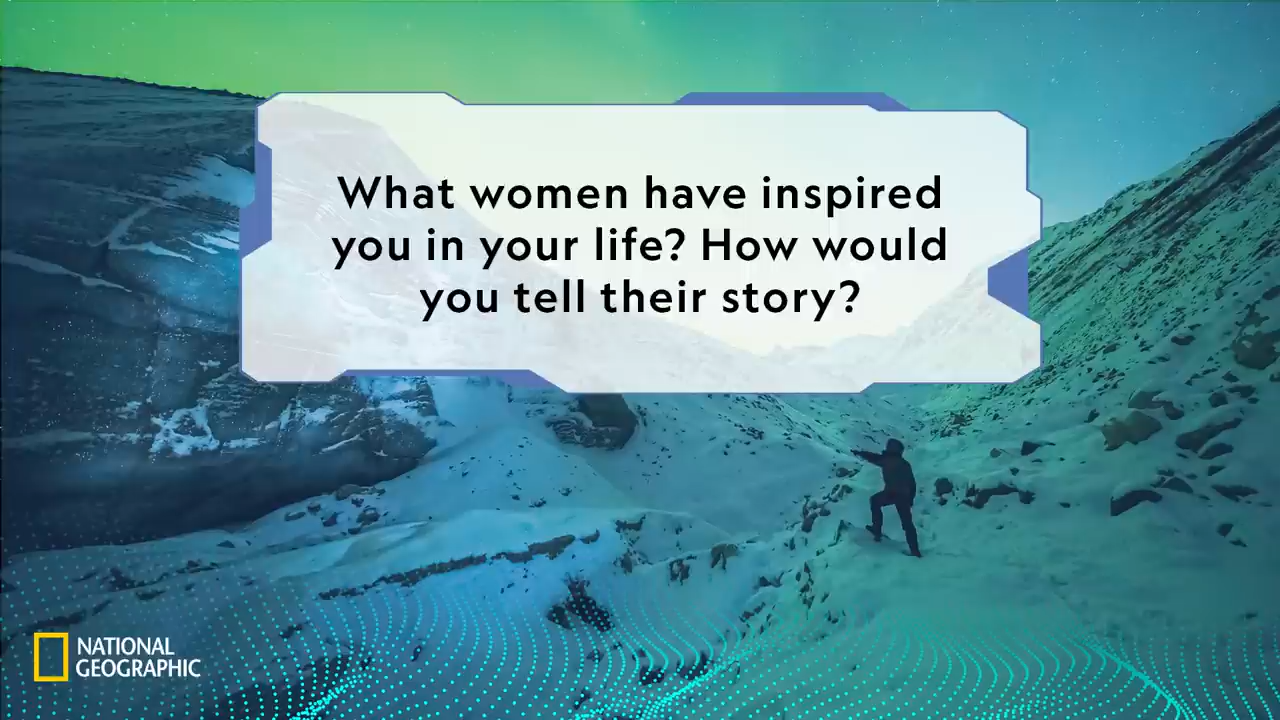 What women have inspired
you in your life? How would
you tell their story?
NATIONAL
GEOGRAPHIC